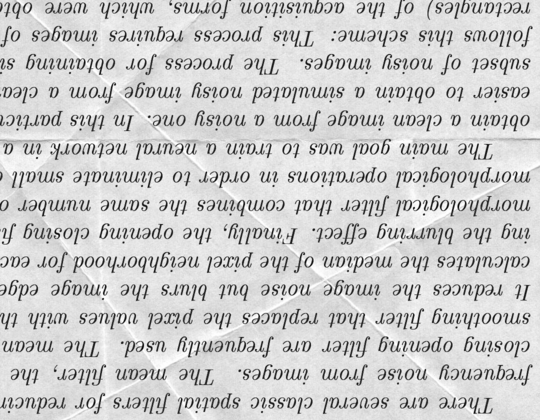 There are several classic spatial filters for reducin
frequency noise from images. The mean filter, the
closing opening filter are frequently used. The mean
smoothing filter that replaces the pixel values with th
It reduces the image noise but blurs the image edge
calculates the median of the pixel neighborhood for eac
ing the blurring effect. Finally, the opening closing fi
morphological filter that combines the same number o
morphological operations in order to eliminate small
The main goal was to train a neural network in a
obtain a clean image from a noisy one. In this particu
easier to obtain a simulated noisy image from a clea
subset of noisy images. The process for obtaining si
follows this scheme: This process requires images of
rectangles) of the acquisition forms, which were obt